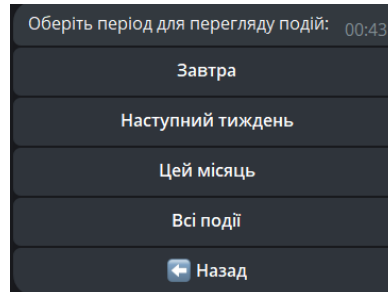 Оберіть період для перегляду подій: 00:43
Завтра
Наступний тиждень
Цей місяць
Всі події
⬅️ Назад